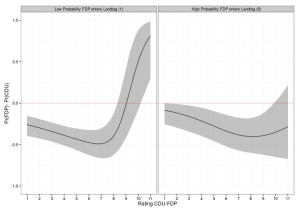 Low Probability FDP enters Landtag (1)
High Probability FDP enters Landtag (0)
Pr(FDP)- Pr(CDU)
1.0
0.5
0.0
-0.5
-1.0
1 2 3 4 5 6 7 8 9 10 11
1 2 3 4 5 6 7 8 9 10 11
Rating CDU-FDP